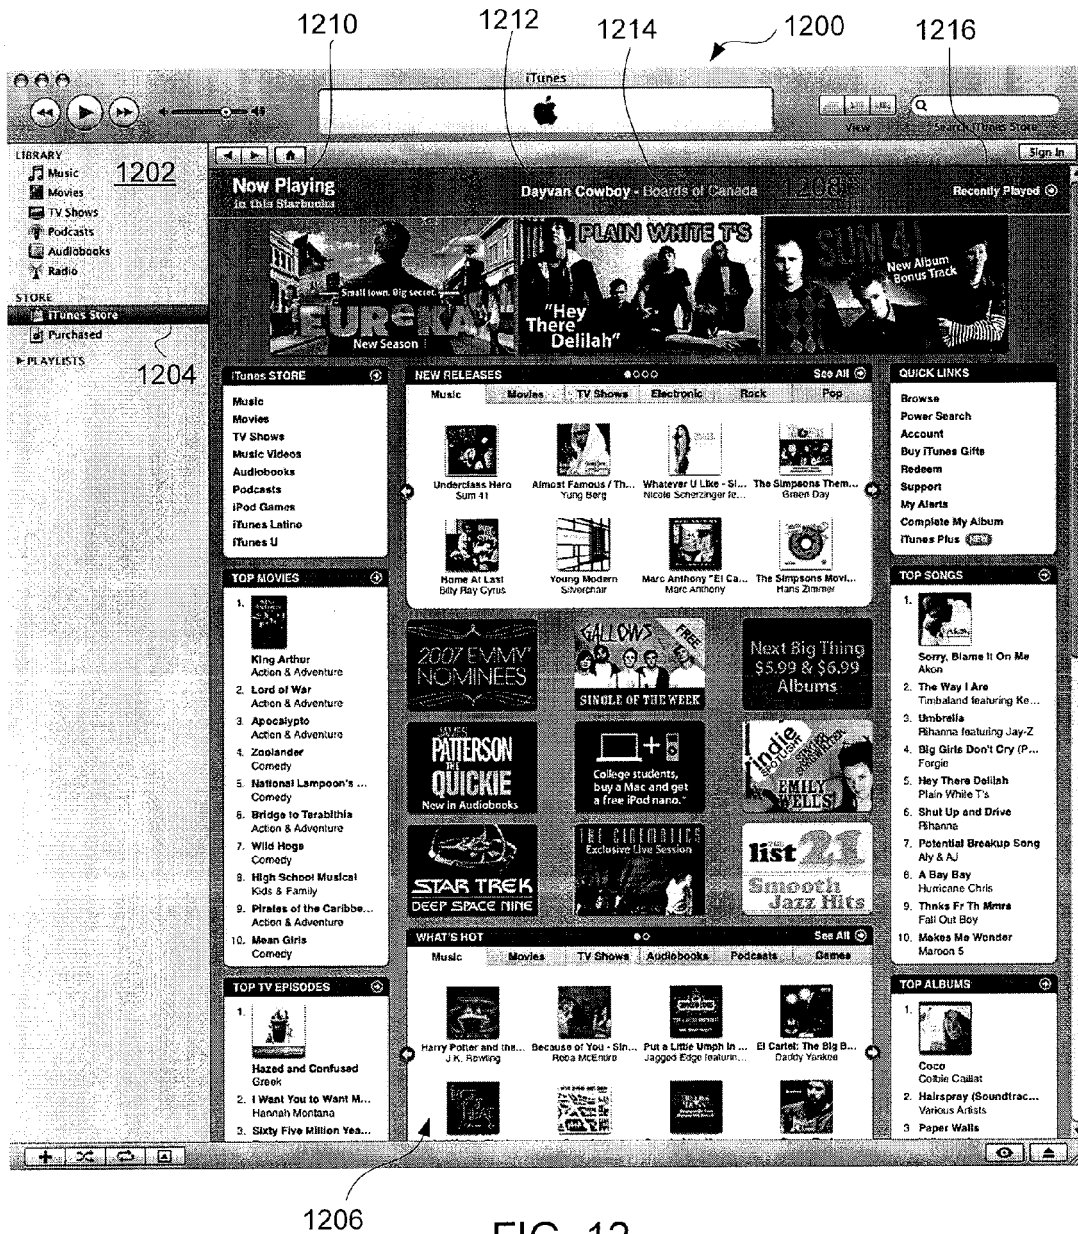 1210
1212
1214
1200
1216
iTunes
View
Search iTunes Store
LIBRARY
1202
Music
Movies
TV Shows
Podcasts
Audiobooks
Radio
STORE
iTunes Store
Purchased
PLAYLISTS
1204
Sign In
Now Playing
in this Starbucks
Dayvan Cowboy - Boards of Canada
1208
Recently Played
Small town. Big secret.
EUREKA
New Season
PLAIN WHITE T'S
"Hey
There
Delilah"
SUM 41
New Album
Bonus Track
iTunes STORE
Music
Movies
TV Shows
Music Videos
Audiobooks
Podcasts
iPod Games
iTunes Latino
iTunes U
NEW RELEASES
See All
Music Movies TV Shows Electronic Rock Pop
Underclass Hero
Sum 41
Almost Famous / Th...
Yung Berg
Whatever U Like - Si...
Nicole Scherzinger fe...
The Simpsons Them...
Green Day
Home At Last
Billy Ray Cyrus
Young Modern
Silverchair
Marc Anthony "El Ca...
Marc Anthony
The Simpsons Movi...
Hans Zimmer
QUICK LINKS
Browse
Power Search
Account
Buy iTunes Gifts
Redeem
Support
My Alerts
Complete My Album
iTunes Plus NEW
TOP MOVIES
1.
King Arthur
Action & Adventure
2. Lord of War
Action & Adventure
3. Apocalypto
Action & Adventure
4. Zoolander
Comedy
5. National Lampoon's ...
Comedy
6. Bridge to Terabithia
Action & Adventure
7. Wild Hogs
Comedy
8. High School Musical
Kids & Family
9. Pirates of the Caribbe...
Action & Adventure
10. Mean Girls
Comedy
2007 EMMY'
NOMINEES
GALLOWS
FREE
SINGLE OF THE WEEK
Next Big Thing
$5.99 & $6.99
Albums
JAMES
PATTERSON
THE
QUICKIE
New in Audiobooks
College students,
buy a Mac and get
a free iPod nano.*
indie
SPOTLIGHT
EMILY
WELLS!
STAR TREK
DEEP SPACE NINE
THE CINEMATICS
Exclusive Live Session
THE
list 21
Smooth
Jazz Hits
TOP SONGS
1.
Sorry, Blame It On Me
Akon
2. The Way I Are
Timbaland featuring Ke...
3. Umbrella
Rihanna featuring Jay-Z
4. Big Girls Don't Cry (P...
Fergie
5. Hey There Delilah
Plain White T's
6. Shut Up and Drive
Rihanna
7. Potential Breakup Song
Aly & AJ
8. A Bay Bay
Hurricane Chris
9. Thnks Fr Th Mmrs
Fall Out Boy
10. Makes Me Wonder
Maroon 5
WHAT'S HOT
See All
Music Movies TV Shows Audiobooks Podcasts Games
Harry Potter and the...
J.K. Rowling
Because of You - Sin...
Reba McEntire
Put a Little Umph In ...
Jagged Edge featurin...
El Cartel: The Big B...
Daddy Yankee
TOP TV EPISODES
1.
Hazed and Confused
Greek
2. I Want You to Want M...
Hannah Montana
3. Sixty Five Million Yea...
TOP ALBUMS
1.
Coco
Colbie Caillat
2. Hairspray (Soundtrac...
Various Artists
3 Paper Walls
1206
FIG. 12